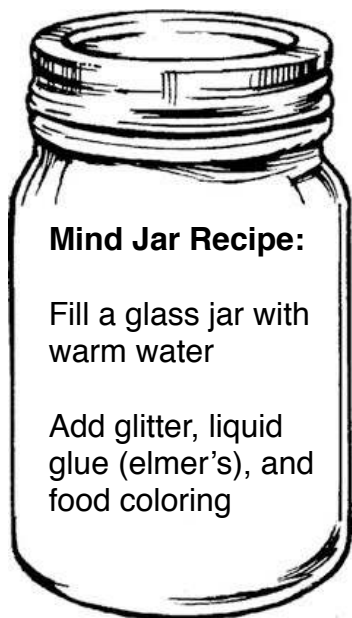 Mind Jar Recipe:
Fill a glass jar with
warm water
Add glitter, liquid
glue (elmer's), and
food coloring